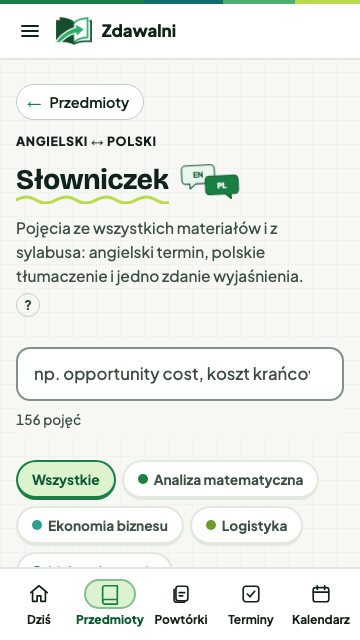 Zdawalni
← Przedmioty
ANGIELSKI ↔ POLSKI
Słowniczek
EN
PL
Pojęcia ze wszystkich materiałów i z
sylabusa: angielski termin, polskie
tłumaczenie i jedno zdanie wyjaśnienia.
?
np. opportunity cost, koszt krańco
156 pojęć
Wszystkie
Analiza matematyczna
Ekonomia biznesu
Logistyka
Dziś
Przedmioty
Powtórki
Terminy
Kalendarz